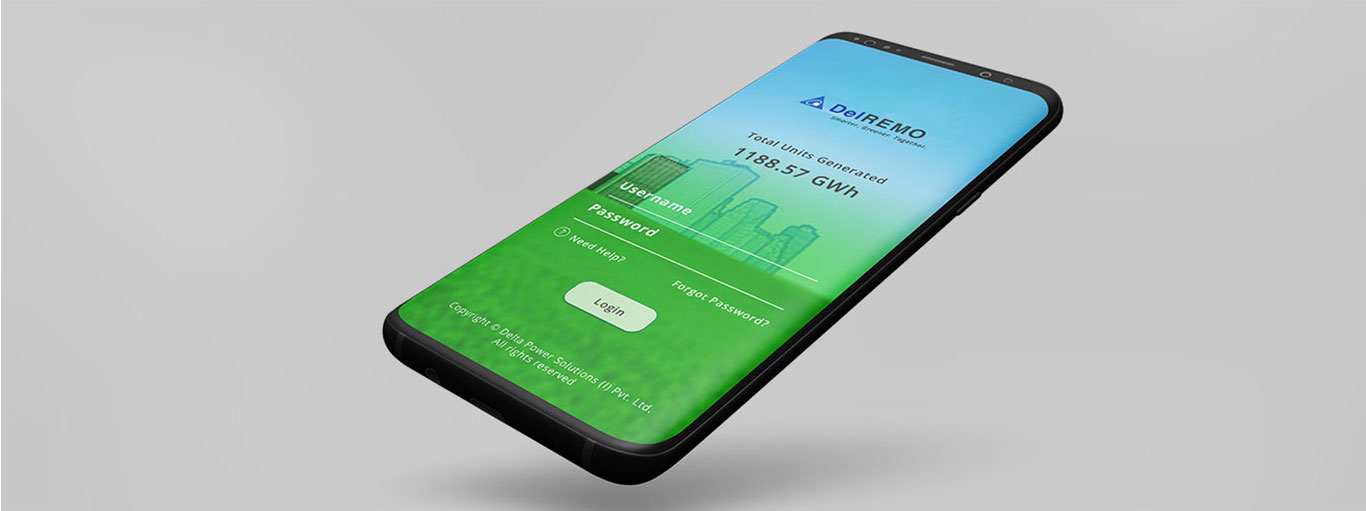 DelREMO
Smarter. Greener. Together.
Total Units Generated
1188.57 GWh
Username
Password
? Need Help?
Forgot Password?
Login
Copyright © Delta Power Solutions (I) Pvt. Ltd.
All rights reserved